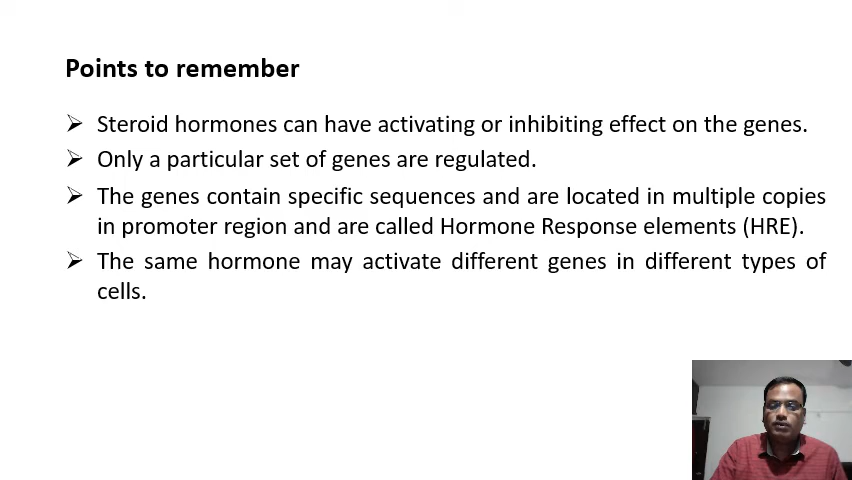 Points to remember
➢ Steroid hormones can have activating or inhibiting effect on the genes.
➢ Only a particular set of genes are regulated.
➢ The genes contain specific sequences and are located in multiple copies
in promoter region and are called Hormone Response elements (HRE).
➢ The same hormone may activate different genes in different types of
cells.